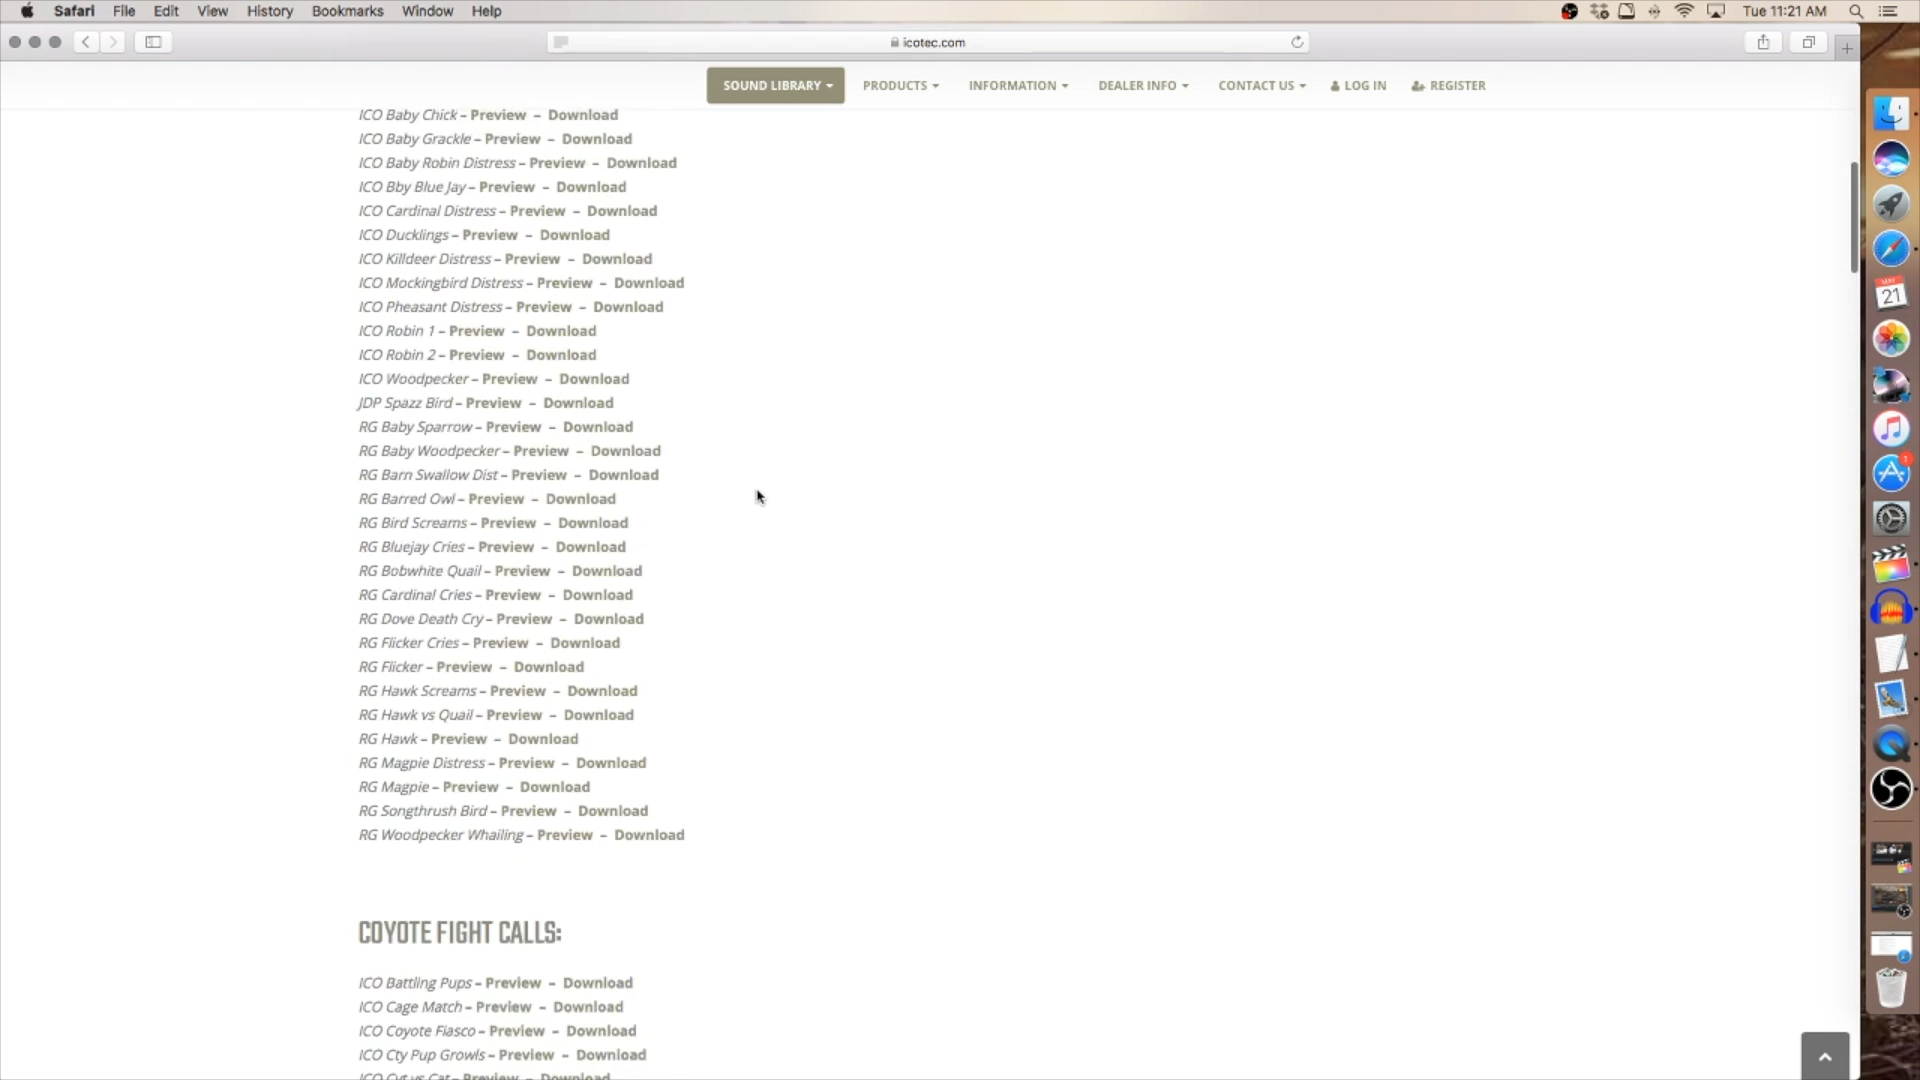 Safari File Edit View History Bookmarks Window Help Tue 11:21 AM
icotec.com
SOUND LIBRARY PRODUCTS INFORMATION DEALER INFO CONTACT US LOG IN REGISTER
ICO Baby Chick – Preview – Download
ICO Baby Grackle – Preview – Download
ICO Baby Robin Distress – Preview – Download
ICO Bby Blue Jay – Preview – Download
ICO Cardinal Distress – Preview – Download
ICO Ducklings – Preview – Download
ICO Killdeer Distress – Preview – Download
ICO Mockingbird Distress – Preview – Download
ICO Pheasant Distress – Preview – Download
ICO Robin 1 – Preview – Download
ICO Robin 2 – Preview – Download
ICO Woodpecker – Preview – Download
JDP Spazz Bird – Preview – Download
RG Baby Sparrow – Preview – Download
RG Baby Woodpecker – Preview – Download
RG Barn Swallow Dist – Preview – Download
RG Barred Owl – Preview – Download
RG Bird Screams – Preview – Download
RG Bluejay Cries – Preview – Download
RG Bobwhite Quail – Preview – Download
RG Cardinal Cries – Preview – Download
RG Dove Death Cry – Preview – Download
RG Flicker Cries – Preview – Download
RG Flicker – Preview – Download
RG Hawk Screams – Preview – Download
RG Hawk vs Quail – Preview – Download
RG Hawk – Preview – Download
RG Magpie Distress – Preview – Download
RG Magpie – Preview – Download
RG Songthrush Bird – Preview – Download
RG Woodpecker Whailing – Preview – Download
COYOTE FIGHT CALLS:
ICO Battling Pups – Preview – Download
ICO Cage Match – Preview – Download
ICO Coyote Fiasco – Preview – Download
ICO Cty Pup Growls – Preview – Download
ICO Cyt vs Cat – Preview – Download
21
1